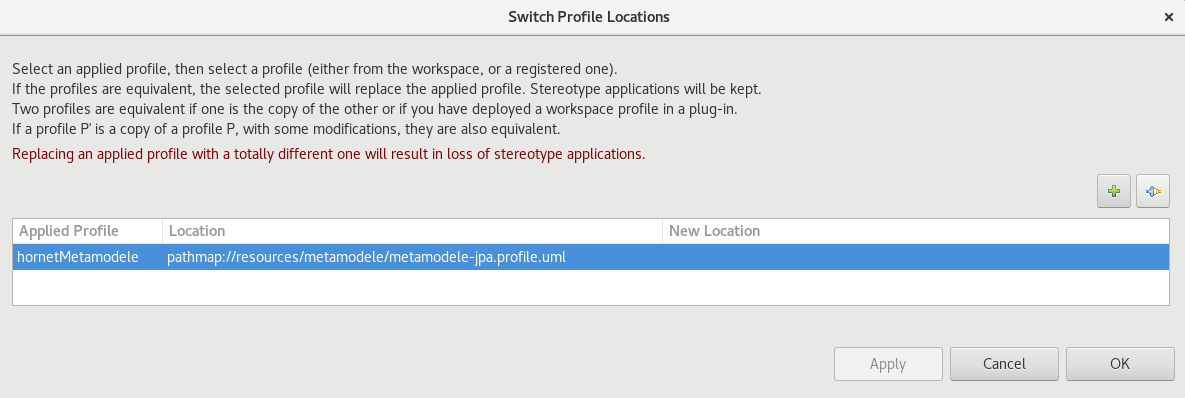 Switch Profile Locations
Select an applied profile, then select a profile (either from the workspace, or a registered one).
If the profiles are equivalent, the selected profile will replace the applied profile. Stereotype applications will be kept.
Two profiles are equivalent if one is the copy of the other or if you have deployed a workspace profile in a plug-in.
If a profile P' is a copy of a profile P, with some modifications, they are also equivalent.
Replacing an applied profile with a totally different one will result in loss of stereotype applications.
Applied Profile Location New Location
hornetMetamodele pathmap://resources/metamodele/metamodele-jpa.profile.uml
Apply Cancel OK